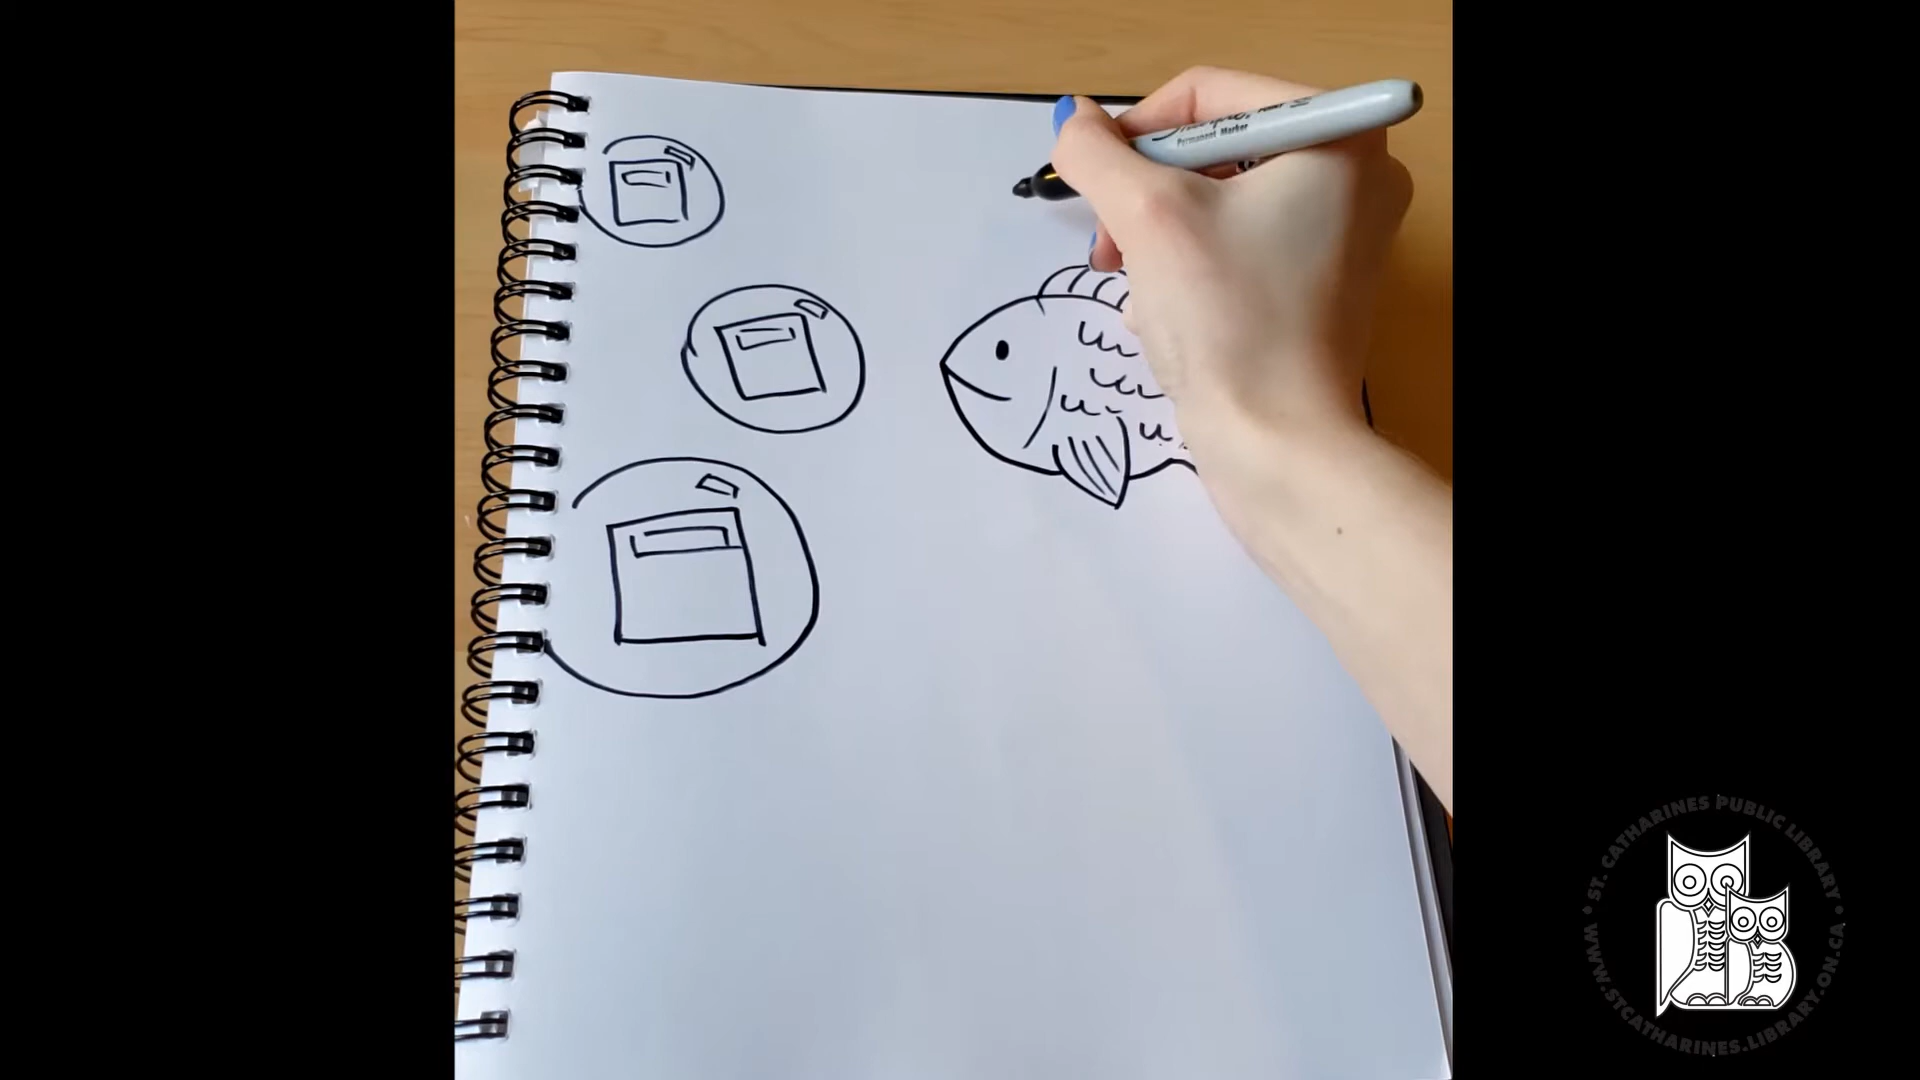 Sharpie
Permanent Marker
• ST. CATHARINES PUBLIC LIBRARY •
WWW.STCATHARINES.LIBRARY.ON.CA